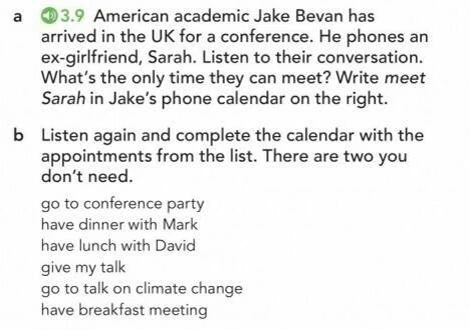 a 3.9 American academic Jake Bevan has
arrived in the UK for a conference. He phones an
ex-girlfriend, Sarah. Listen to their conversation.
What's the only time they can meet? Write meet
Sarah in Jake's phone calendar on the right.
b Listen again and complete the calendar with the
appointments from the list. There are two you
don't need.
go to conference party
have dinner with Mark
have lunch with David
give my talk
go to talk on climate change
have breakfast meeting